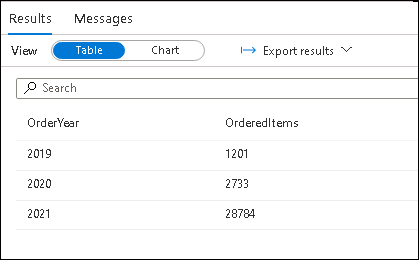 Results Messages
View Table Chart Export results
Search
OrderYear OrderedItems
2019 1201
2020 2733
2021 28784